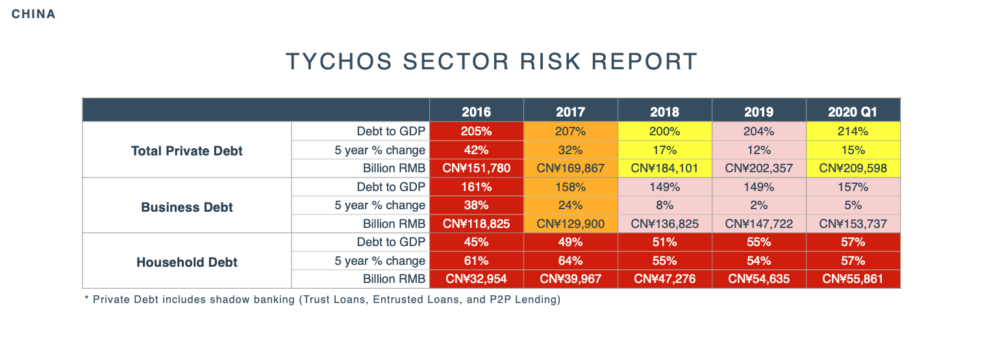 CHINA
TYCHOS SECTOR RISK REPORT
2016 2017 2018 2019 2020 Q1
Total Private Debt
Debt to GDP 205% 207% 200% 204% 214%
5 year % change 42% 32% 17% 12% 15%
Billion RMB CN¥151,780 CN¥169,867 CN¥184,101 CN¥202,357 CN¥209,598
Business Debt
Debt to GDP 161% 158% 149% 149% 157%
5 year % change 38% 24% 8% 2% 5%
Billion RMB CN¥118,825 CN¥129,900 CN¥136,825 CN¥147,722 CN¥153,737
Household Debt
Debt to GDP 45% 49% 51% 55% 57%
5 year % change 61% 64% 55% 54% 57%
Billion RMB CN¥32,954 CN¥39,967 CN¥47,276 CN¥54,635 CN¥55,861
* Private Debt includes shadow banking (Trust Loans, Entrusted Loans, and P2P Lending)